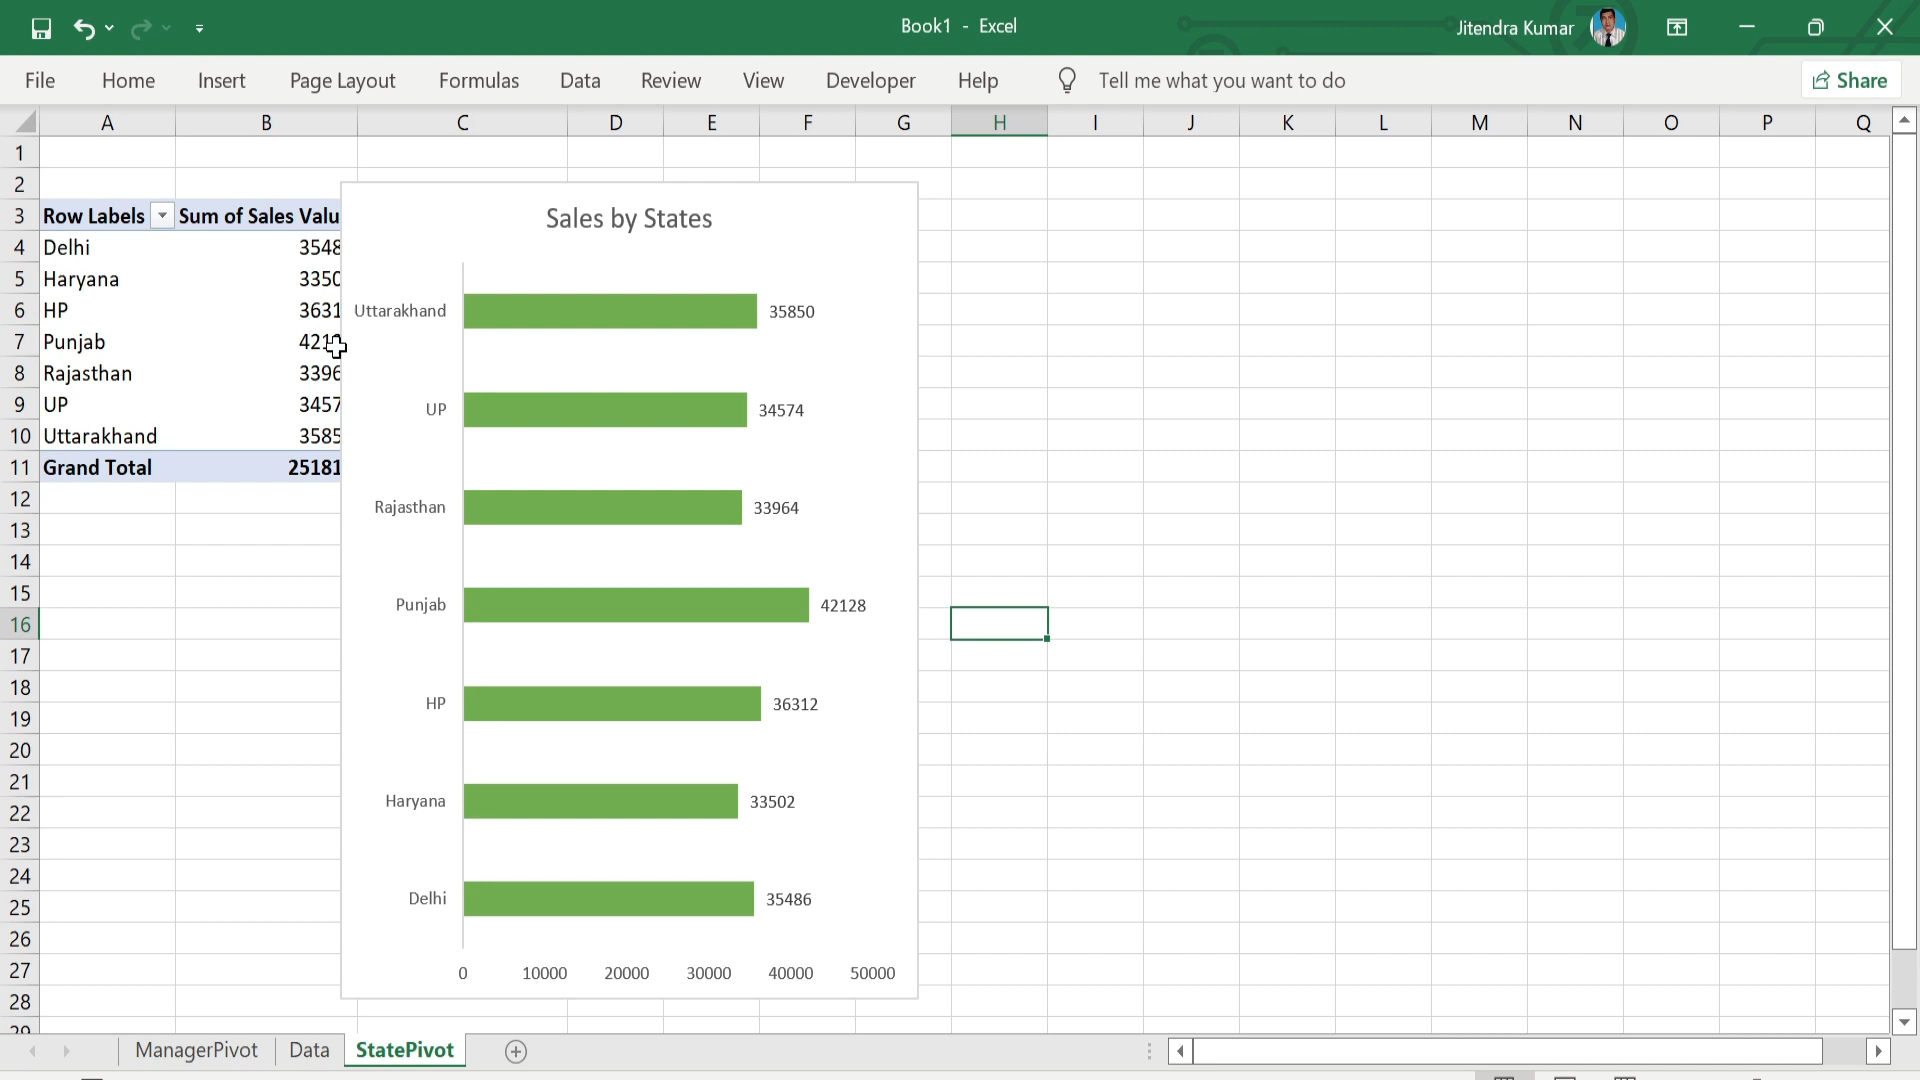 Book1 - Excel
Jitendra Kumar
File Home Insert Page Layout Formulas Data Review View Developer Help Tell me what you want to do Share
A B C D E F G H I J K L M N O P Q
1
2
3 Row Labels Sum of Sales Valu
4 Delhi 3548
5 Haryana 3350
6 HP 3631
7 Punjab
8 Rajasthan 3396
9 UP 3457
10 Uttarakhand 3585
11 Grand Total 25181
12
13
14
15
16
17
18
19
20
21
22
23
24
25
26
27
28
29
Sales by States
Uttarakhand 35850
UP 34574
Rajasthan 33964
Punjab 42128
HP 36312
Haryana 33502
Delhi 35486
0 10000 20000 30000 40000 50000
ManagerPivot Data StatePivot